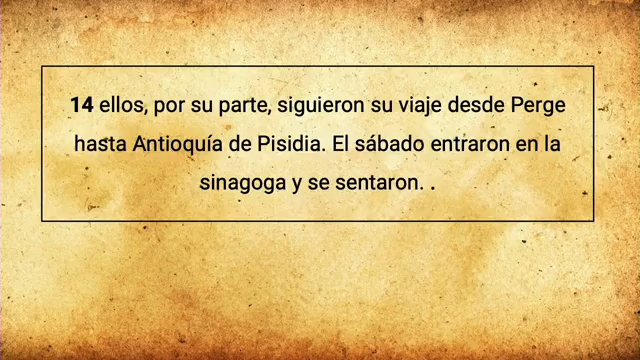 14 ellos, por su parte, siguieron su viaje desde Perge
hasta Antioquía de Pisidia. El sábado entraron en la
sinagoga y se sentaron. .